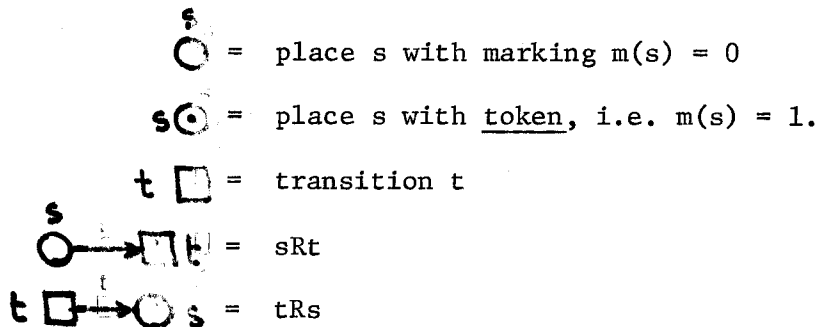 s
= place s with marking m(s) = 0
s = place s with token, i.e. m(s) = 1.
t = transition t
s
t = sRt
t
t s = tRs